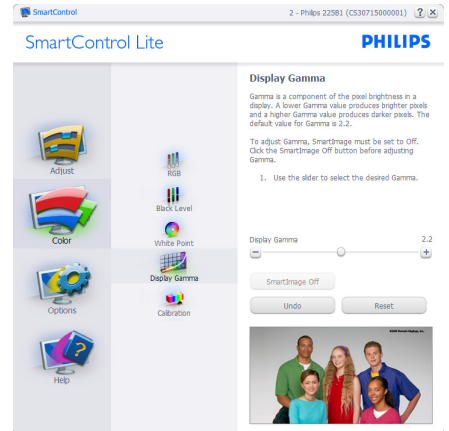 SmartControl
2 - Philips 225B1 (CS30715000001)
?
SmartControl Lite
PHILIPS
Adjust
Color
Options
Help
RGB
Black Level
White Point
Display Gamma
Calibration
Display Gamma
Gamma is a component of the pixel brightness in a
display. A lower Gamma value produces brighter pixels
and a higher Gamma value produces darker pixels. The
default value for Gamma is 2.2.
To adjust Gamma, SmartImage must be set to Off.
Click the SmartImage Off button before adjusting
Gamma.
1. Use the slider to select the desired Gamma.
Display Gamma 2.2
SmartImage Off
Undo Reset